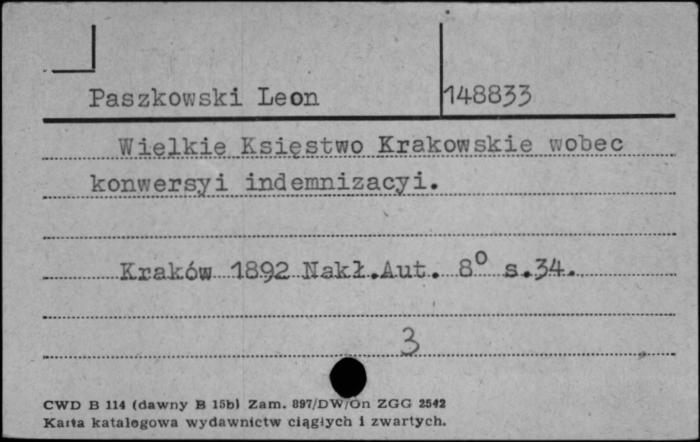 Paszkowski Leon 148833
Wielkie Księstwo Krakowskie wobec
konwersyi indemnizacyi.
Kraków 1892 Nakł.Aut. 8° s.34.
3
CWD B 114 (dawny B 15b) Zam. 897/DW/On ZGG 2542
Karta katalogowa wydawnictw ciągłych i zwartych.